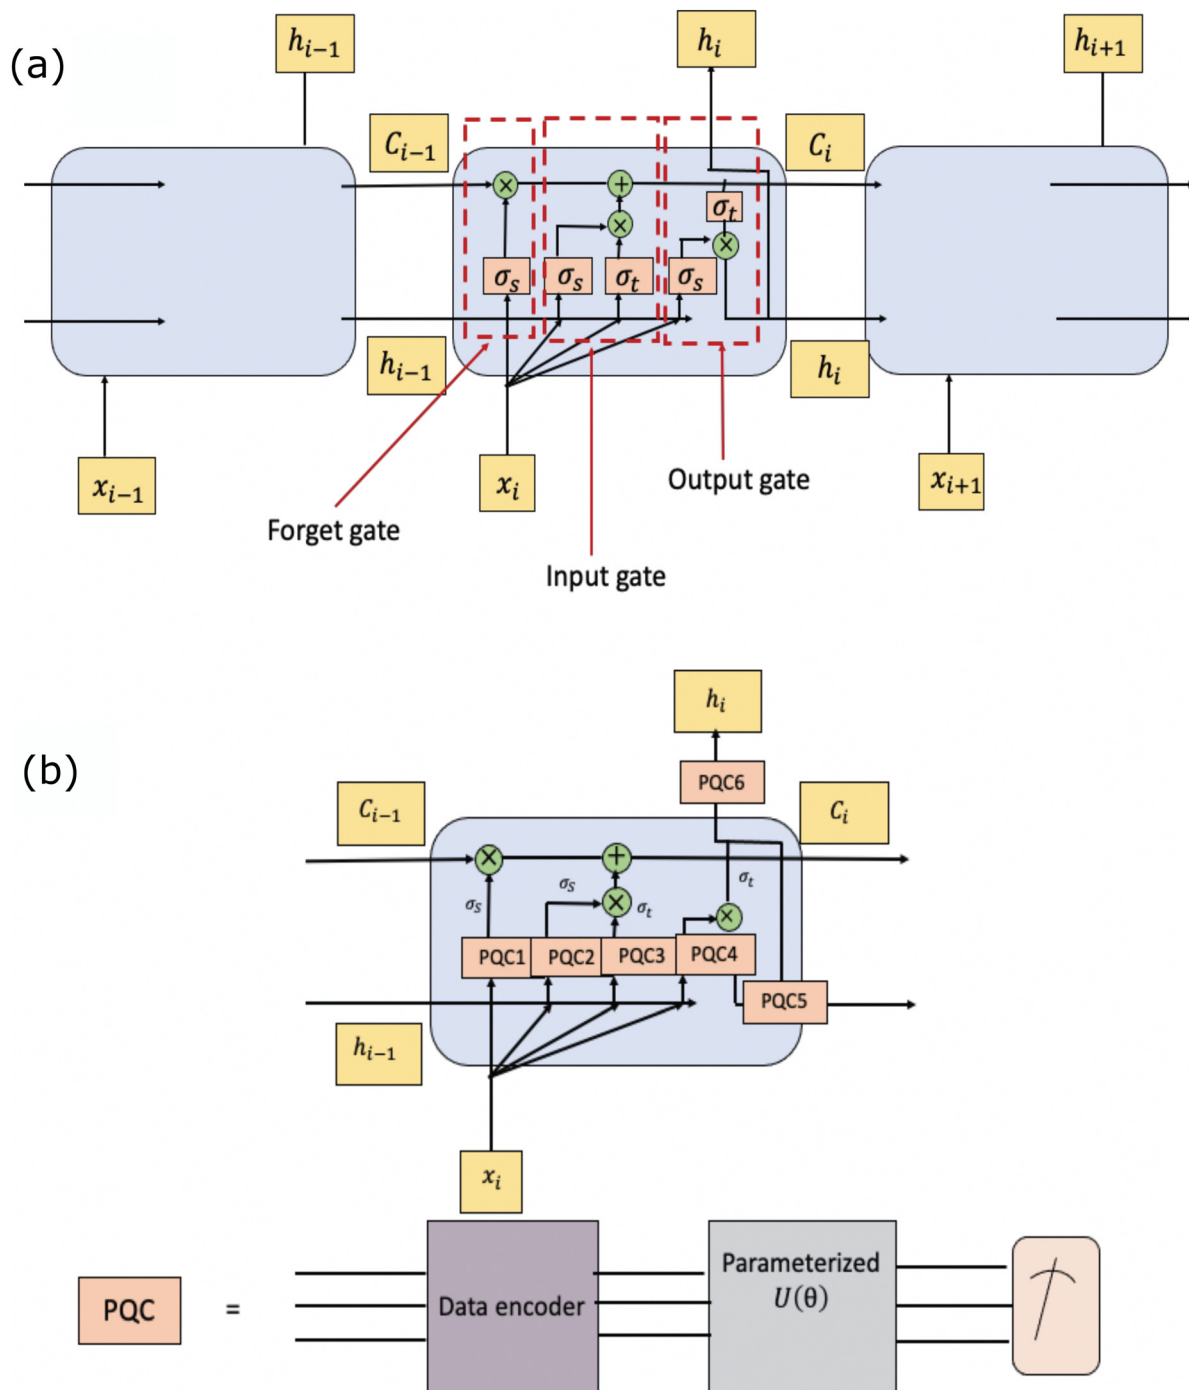 (a)
h_{i−1}
h_i
h_{i+1}
C_{i−1}
C_i
×
+
σ_t
×
×
σ_s
σ_s
σ_t
σ_s
h_{i−1}
h_i
x_{i−1}
x_i
x_{i+1}
Output gate
Forget gate
Input gate
(b)
h_i
PQC6
C_{i−1}
C_i
×
+
σ_s
σ_s
×
σ_t
σ_t
×
PQC1
PQC2
PQC3
PQC4
PQC5
h_{i−1}
x_i
PQC
=
Data encoder
Parameterized
U(θ)